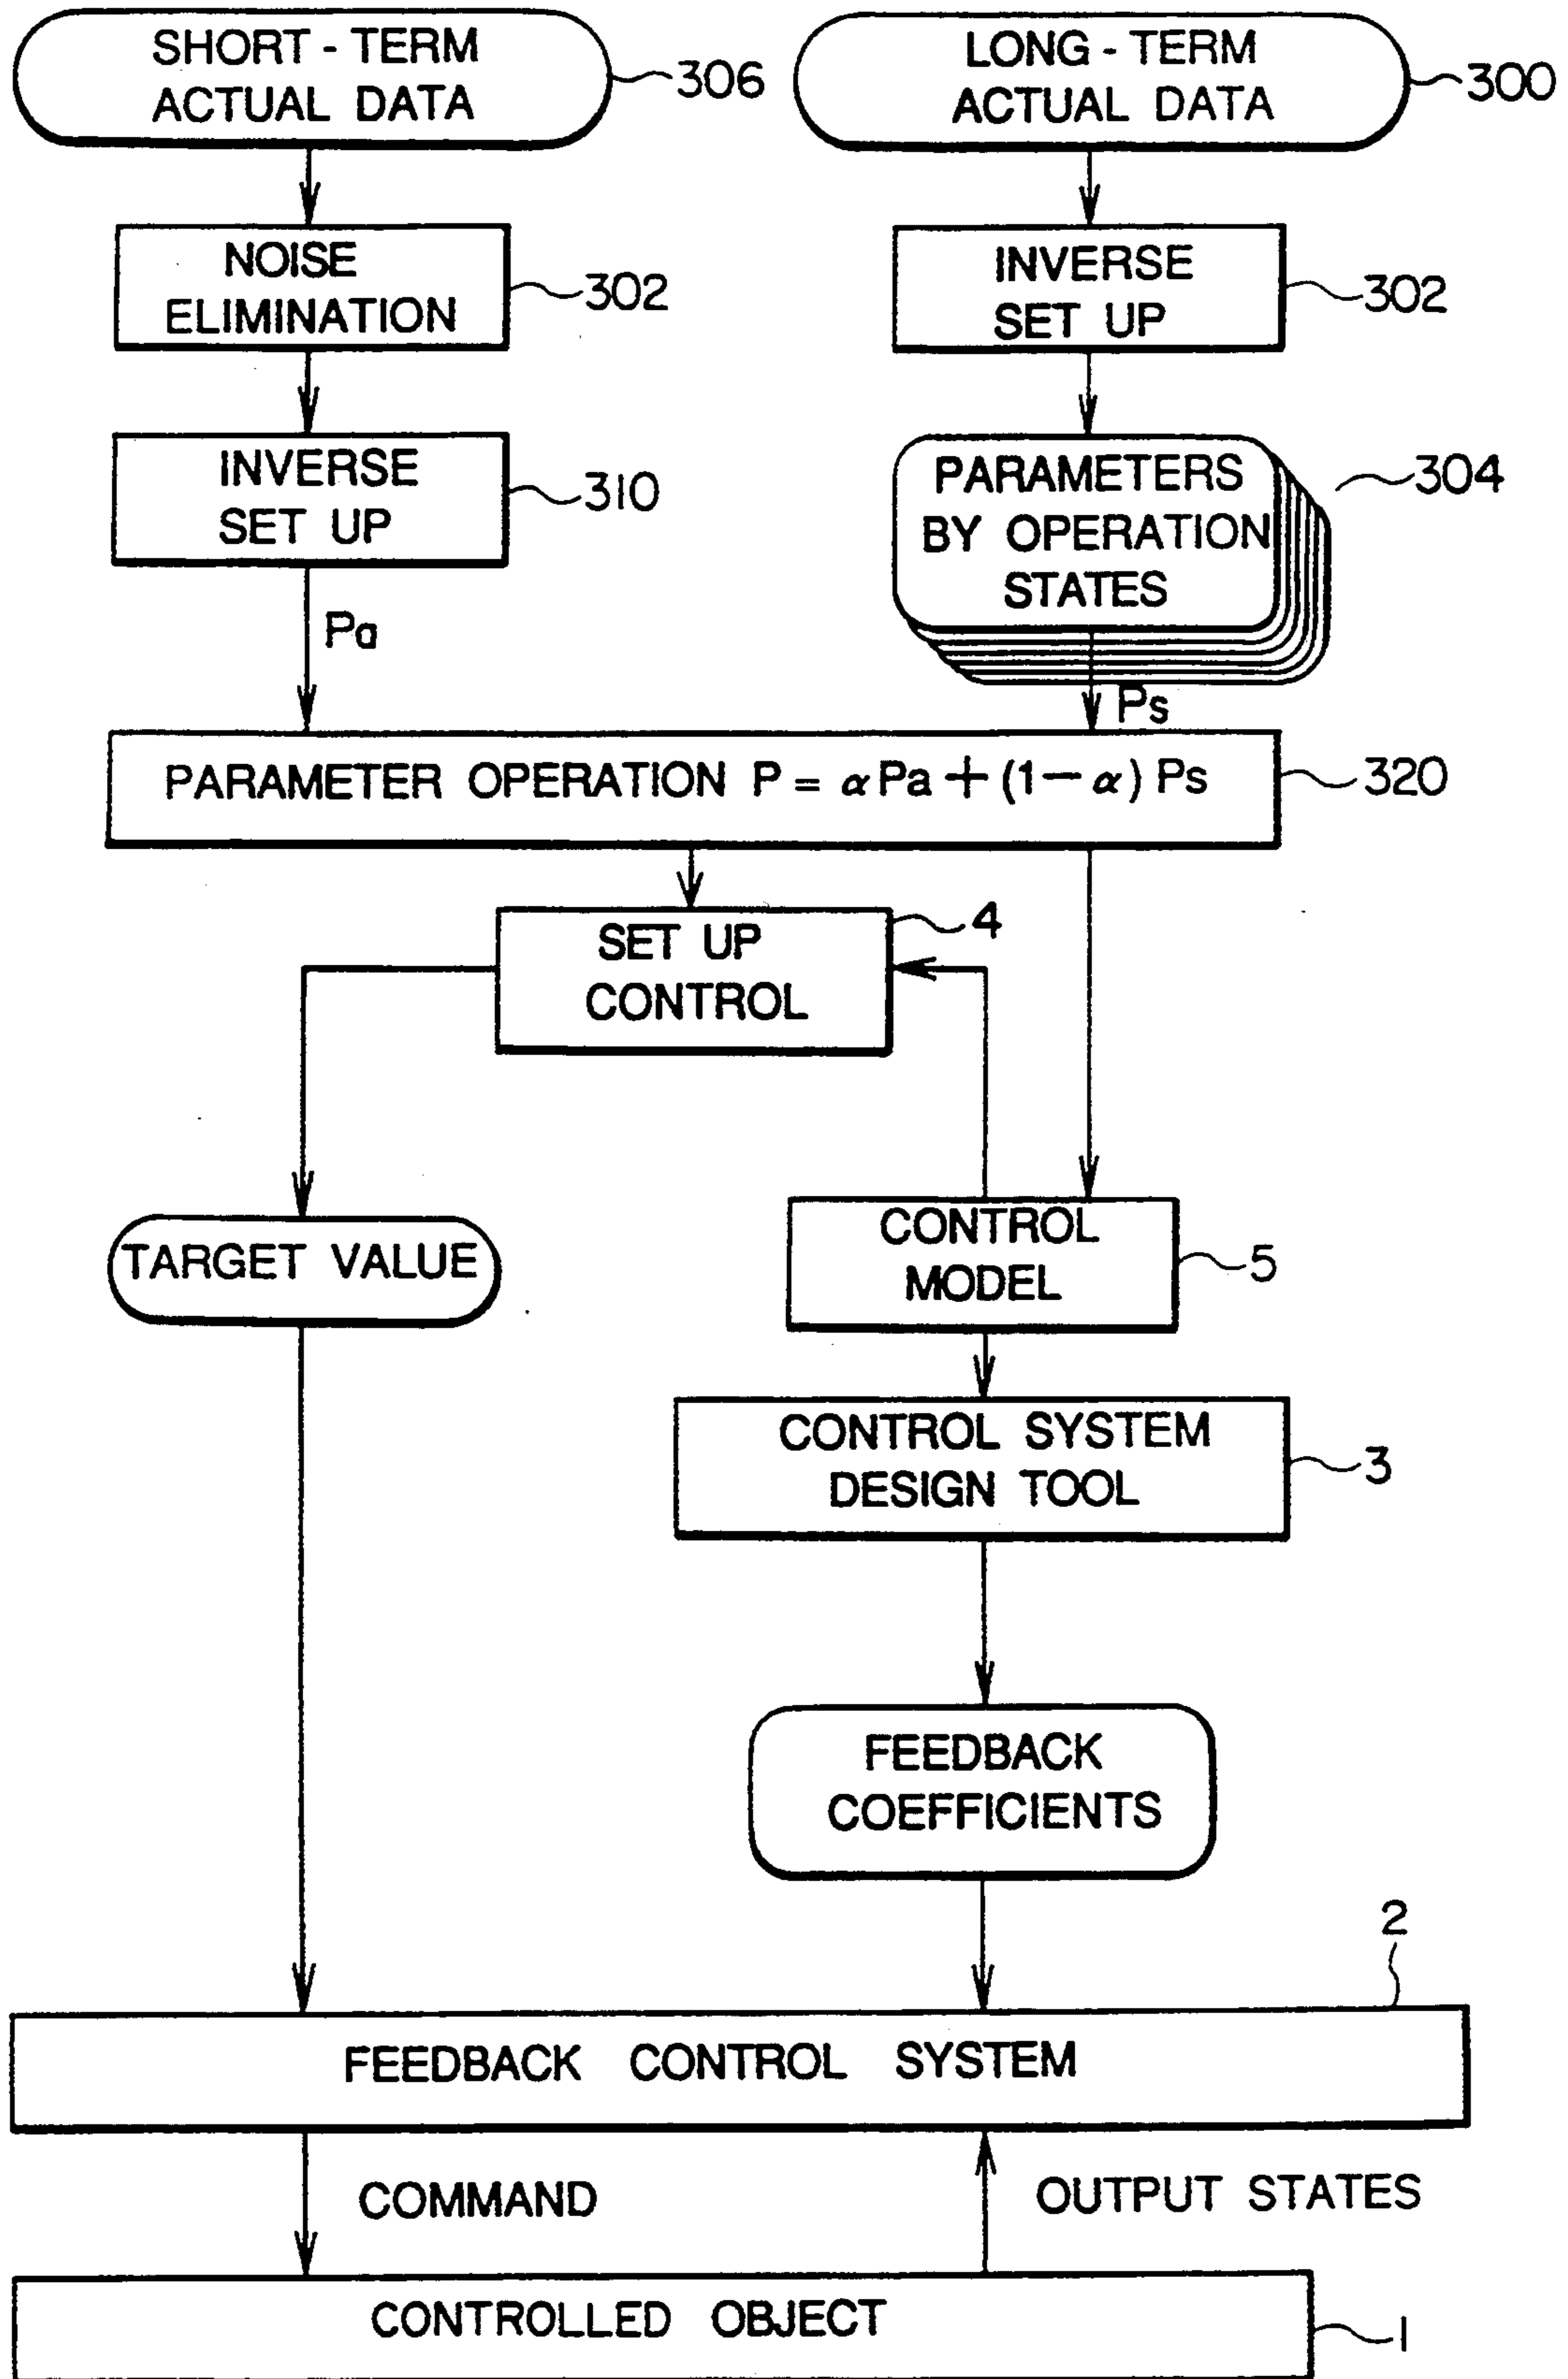 SHORT - TERM
ACTUAL DATA
306
LONG - TERM
ACTUAL DATA
300
NOISE
ELIMINATION
302
INVERSE
SET UP
302
INVERSE
SET UP
310
PARAMETERS
BY OPERATION
STATES
304
Pa
Ps
PARAMETER OPERATION P = αPa + (1 - α) Ps
320
SET UP
CONTROL
4
TARGET VALUE
CONTROL
MODEL
5
CONTROL SYSTEM
DESIGN TOOL
3
FEEDBACK
COEFFICIENTS
2
FEEDBACK CONTROL SYSTEM
COMMAND
OUTPUT STATES
CONTROLLED OBJECT
1